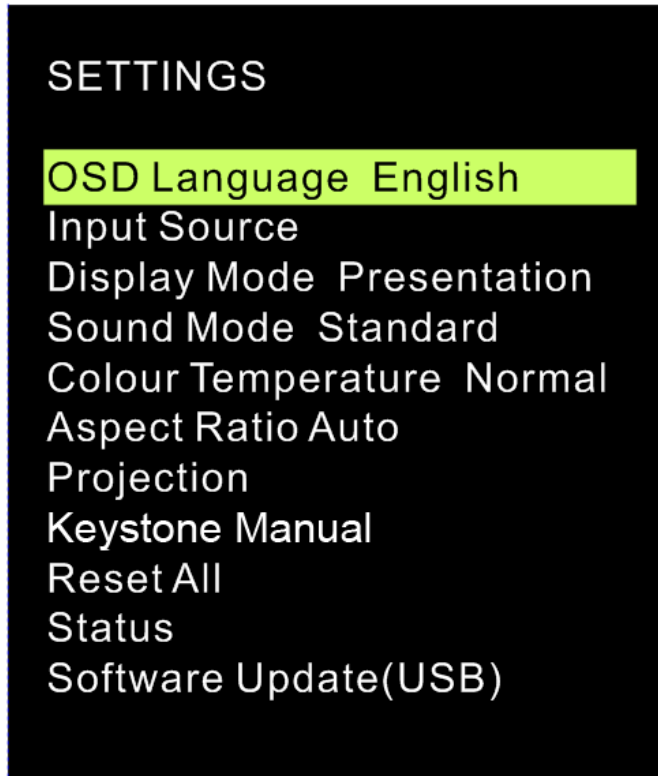 SETTINGS
OSD Language English
Input Source
Display Mode Presentation
Sound Mode Standard
Colour Temperature Normal
Aspect Ratio Auto
Projection
Keystone Manual
Reset All
Status
Software Update(USB)